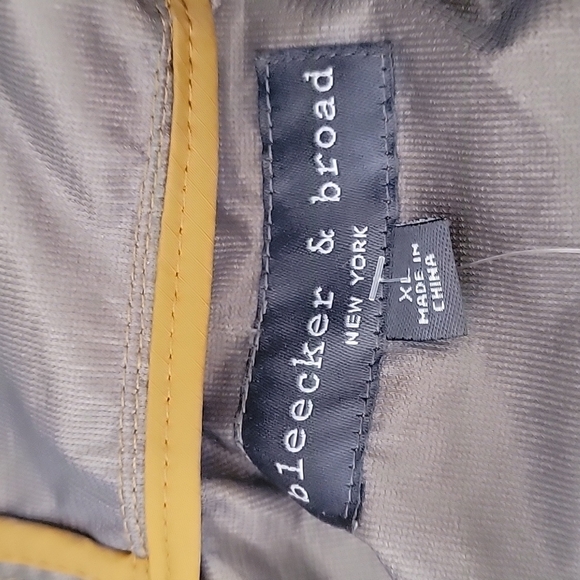 bleecker & broad
NEW YORK
XL
MADE IN
CHINA